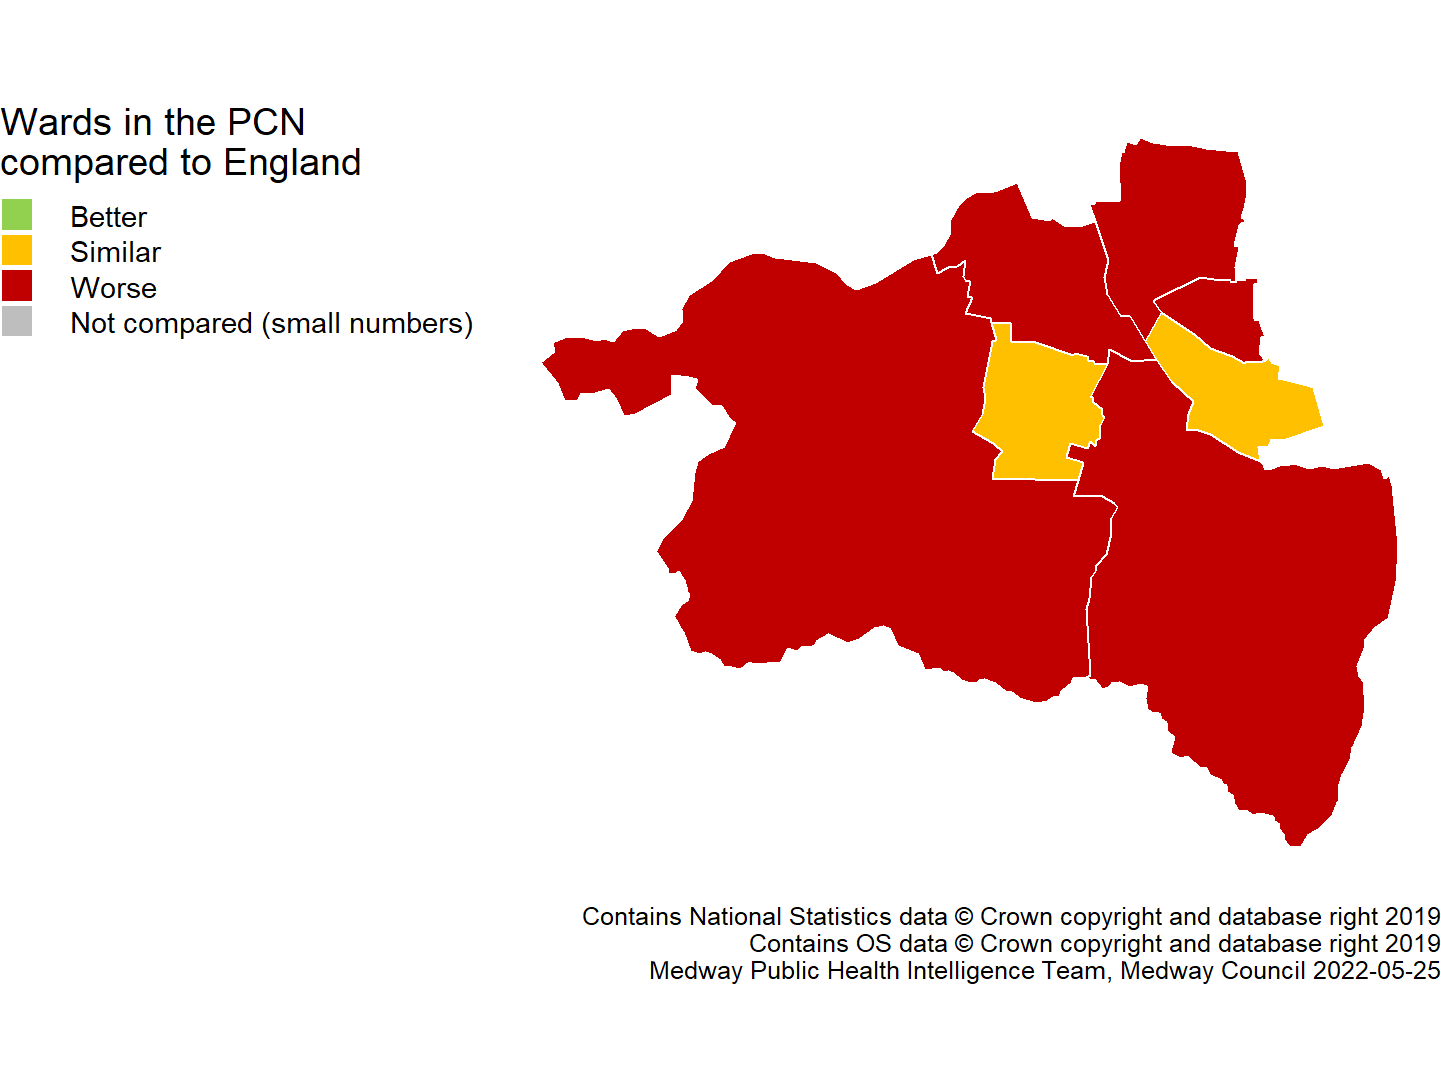 Wards in the PCN
compared to England
Better
Similar
Worse
Not compared (small numbers)
Contains National Statistics data © Crown copyright and database right 2019
Contains OS data © Crown copyright and database right 2019
Medway Public Health Intelligence Team, Medway Council 2022-05-25